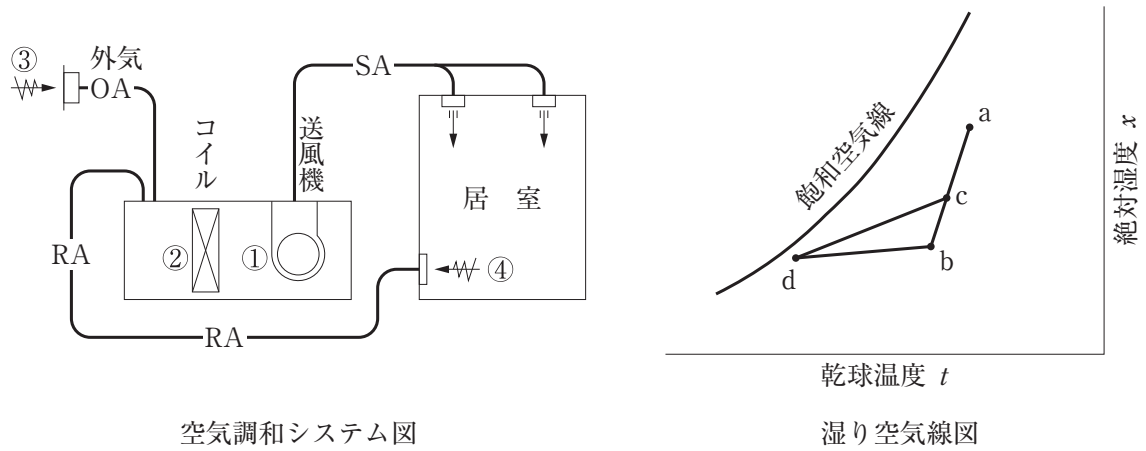 ③
外気
OA
コイル
送風機
SA
居 室
RA
②
①
④
RA
空気調和システム図
飽和空気線
a
c
b
d
絶対湿度 x
乾球温度 t
湿り空気線図